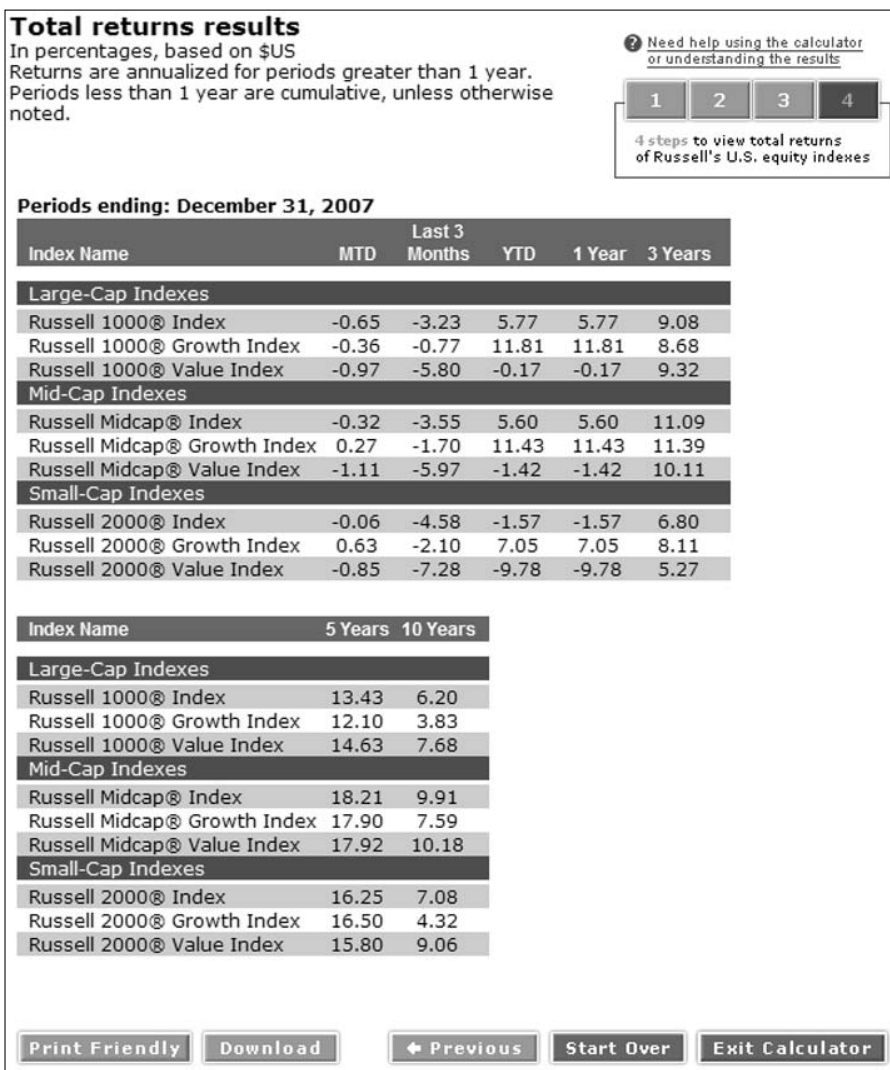 Total returns results
In percentages, based on $US
Returns are annualized for periods greater than 1 year.
Periods less than 1 year are cumulative, unless otherwise
noted.
? Need help using the calculator
or understanding the results
1 2 3 4
4 steps to view total returns
of Russell's U.S. equity indexes
Periods ending: December 31, 2007
Index Name MTD Last 3 Months YTD 1 Year 3 Years
Large-Cap Indexes
Russell 1000® Index -0.65 -3.23 5.77 5.77 9.08
Russell 1000® Growth Index -0.36 -0.77 11.81 11.81 8.68
Russell 1000® Value Index -0.97 -5.80 -0.17 -0.17 9.32
Mid-Cap Indexes
Russell Midcap® Index -0.32 -3.55 5.60 5.60 11.09
Russell Midcap® Growth Index 0.27 -1.70 11.43 11.43 11.39
Russell Midcap® Value Index -1.11 -5.97 -1.42 -1.42 10.11
Small-Cap Indexes
Russell 2000® Index -0.06 -4.58 -1.57 -1.57 6.80
Russell 2000® Growth Index 0.63 -2.10 7.05 7.05 8.11
Russell 2000® Value Index -0.85 -7.28 -9.78 -9.78 5.27
Index Name 5 Years 10 Years
Large-Cap Indexes
Russell 1000® Index 13.43 6.20
Russell 1000® Growth Index 12.10 3.83
Russell 1000® Value Index 14.63 7.68
Mid-Cap Indexes
Russell Midcap® Index 18.21 9.91
Russell Midcap® Growth Index 17.90 7.59
Russell Midcap® Value Index 17.92 10.18
Small-Cap Indexes
Russell 2000® Index 16.25 7.08
Russell 2000® Growth Index 16.50 4.32
Russell 2000® Value Index 15.80 9.06
Print Friendly Download Previous Start Over Exit Calculator